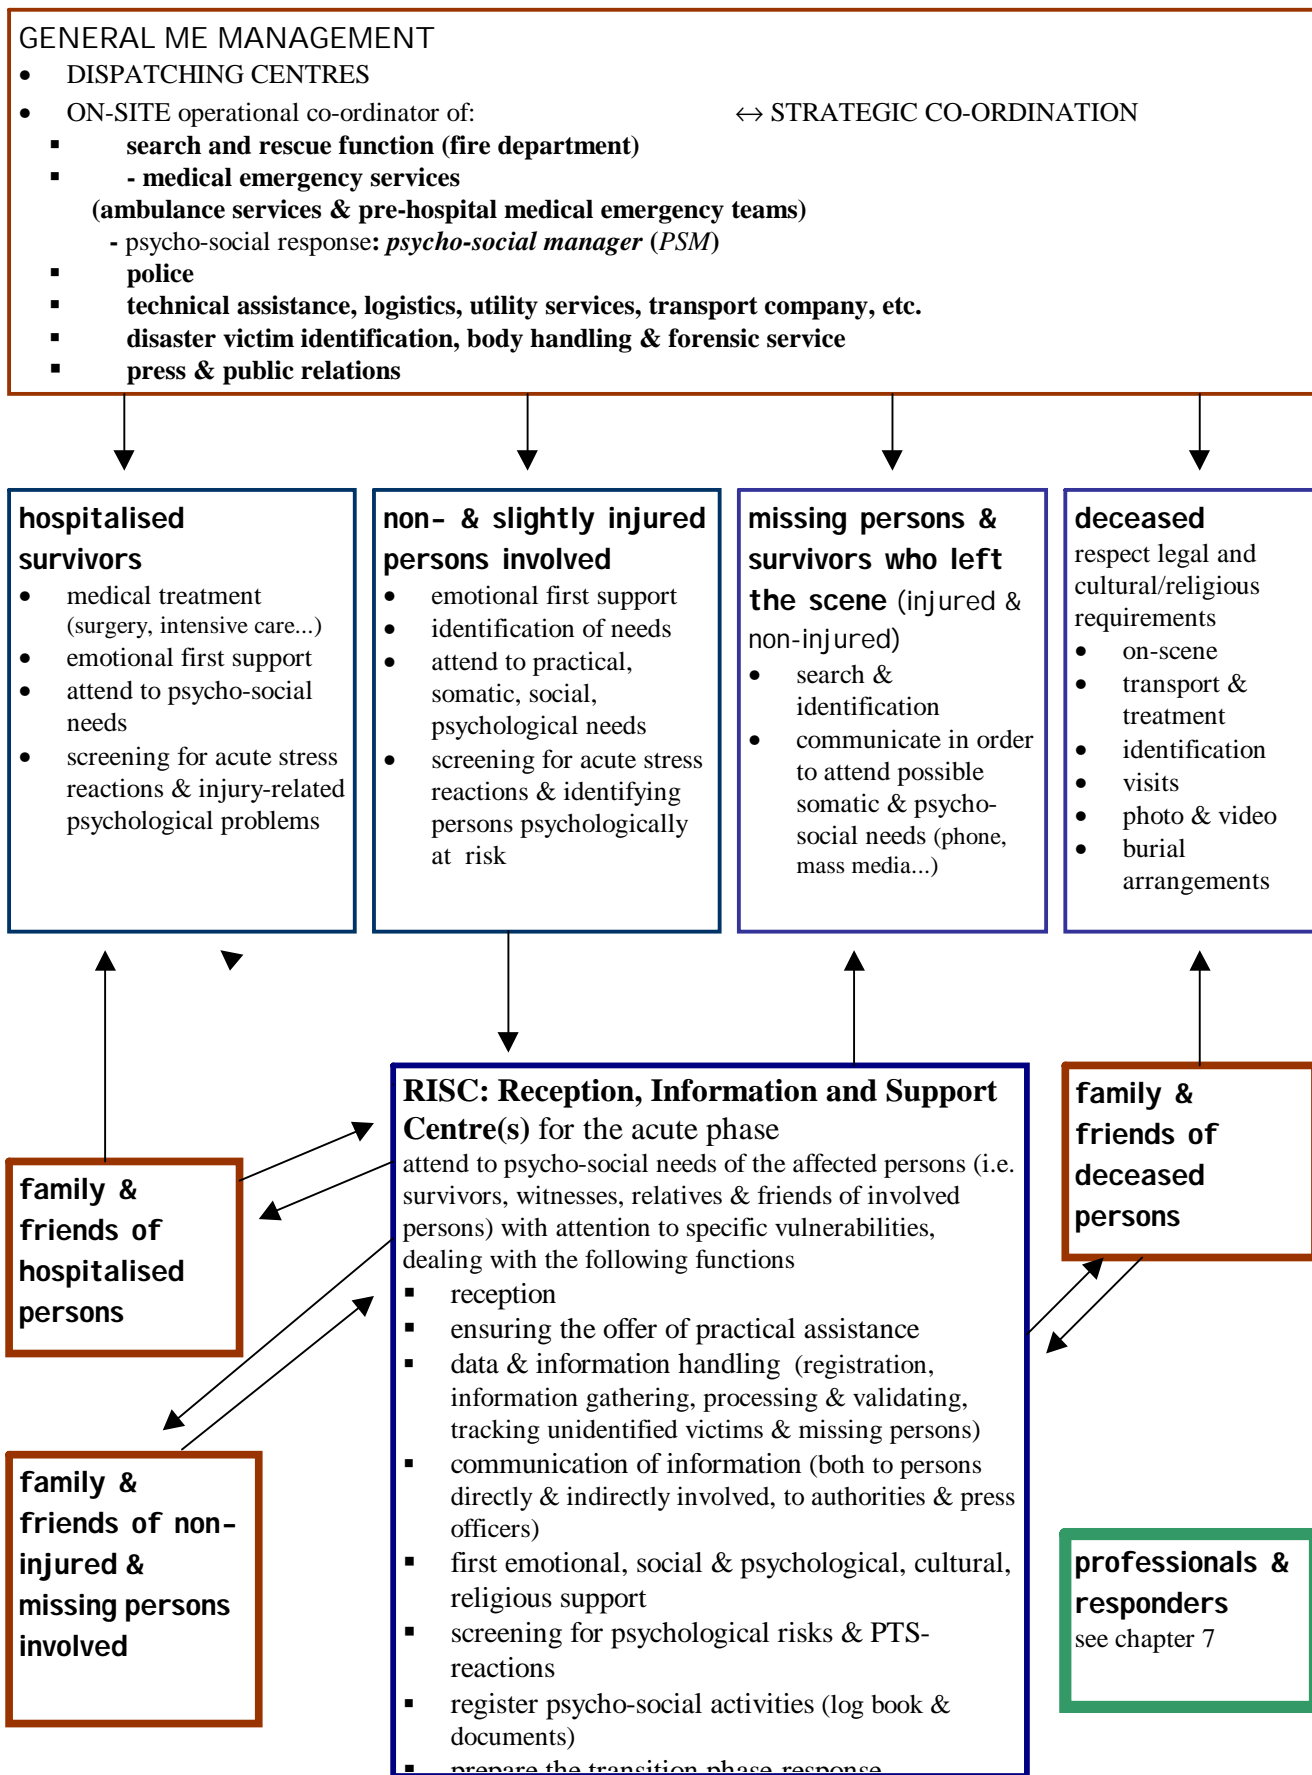 GENERAL ME MANAGEMENT
• DISPATCHING CENTRES
• ON-SITE operational co-ordinator of: ↔ STRATEGIC CO-ORDINATION
▪ search and rescue function (fire department)
▪ - medical emergency services
(ambulance services & pre-hospital medical emergency teams)
- psycho-social response: psycho-social manager (PSM)
▪ police
▪ technical assistance, logistics, utility services, transport company, etc.
▪ disaster victim identification, body handling & forensic service
▪ press & public relations
hospitalised
survivors
• medical treatment
(surgery, intensive care...)
• emotional first support
• attend to psycho-social
needs
• screening for acute stress
reactions & injury-related
psychological problems
non- & slightly injured
persons involved
• emotional first support
• identification of needs
• attend to practical,
somatic, social,
psychological needs
• screening for acute stress
reactions & identifying
persons psychologically
at risk
missing persons &
survivors who left
the scene (injured &
non-injured)
• search &
identification
• communicate in order
to attend possible
somatic & psycho-
social needs (phone,
mass media...)
deceased
respect legal and
cultural/religious
requirements
• on-scene
• transport &
treatment
• identification
• visits
• photo & video
• burial
arrangements
family &
friends of
hospitalised
persons
family &
friends of non-
injured &
missing persons
involved
RISC: Reception, Information and Support
Centre(s) for the acute phase
attend to psycho-social needs of the affected persons (i.e.
survivors, witnesses, relatives & friends of involved
persons) with attention to specific vulnerabilities,
dealing with the following functions
▪ reception
▪ ensuring the offer of practical assistance
▪ data & information handling (registration,
information gathering, processing & validating,
tracking unidentified victims & missing persons)
▪ communication of information (both to persons
directly & indirectly involved, to authorities & press
officers)
▪ first emotional, social & psychological, cultural,
religious support
▪ screening for psychological risks & PTS-
reactions
▪ register psycho-social activities (log book &
documents)
▪ prepare the transition phase response
family &
friends of
deceased
persons
professionals &
responders
see chapter 7